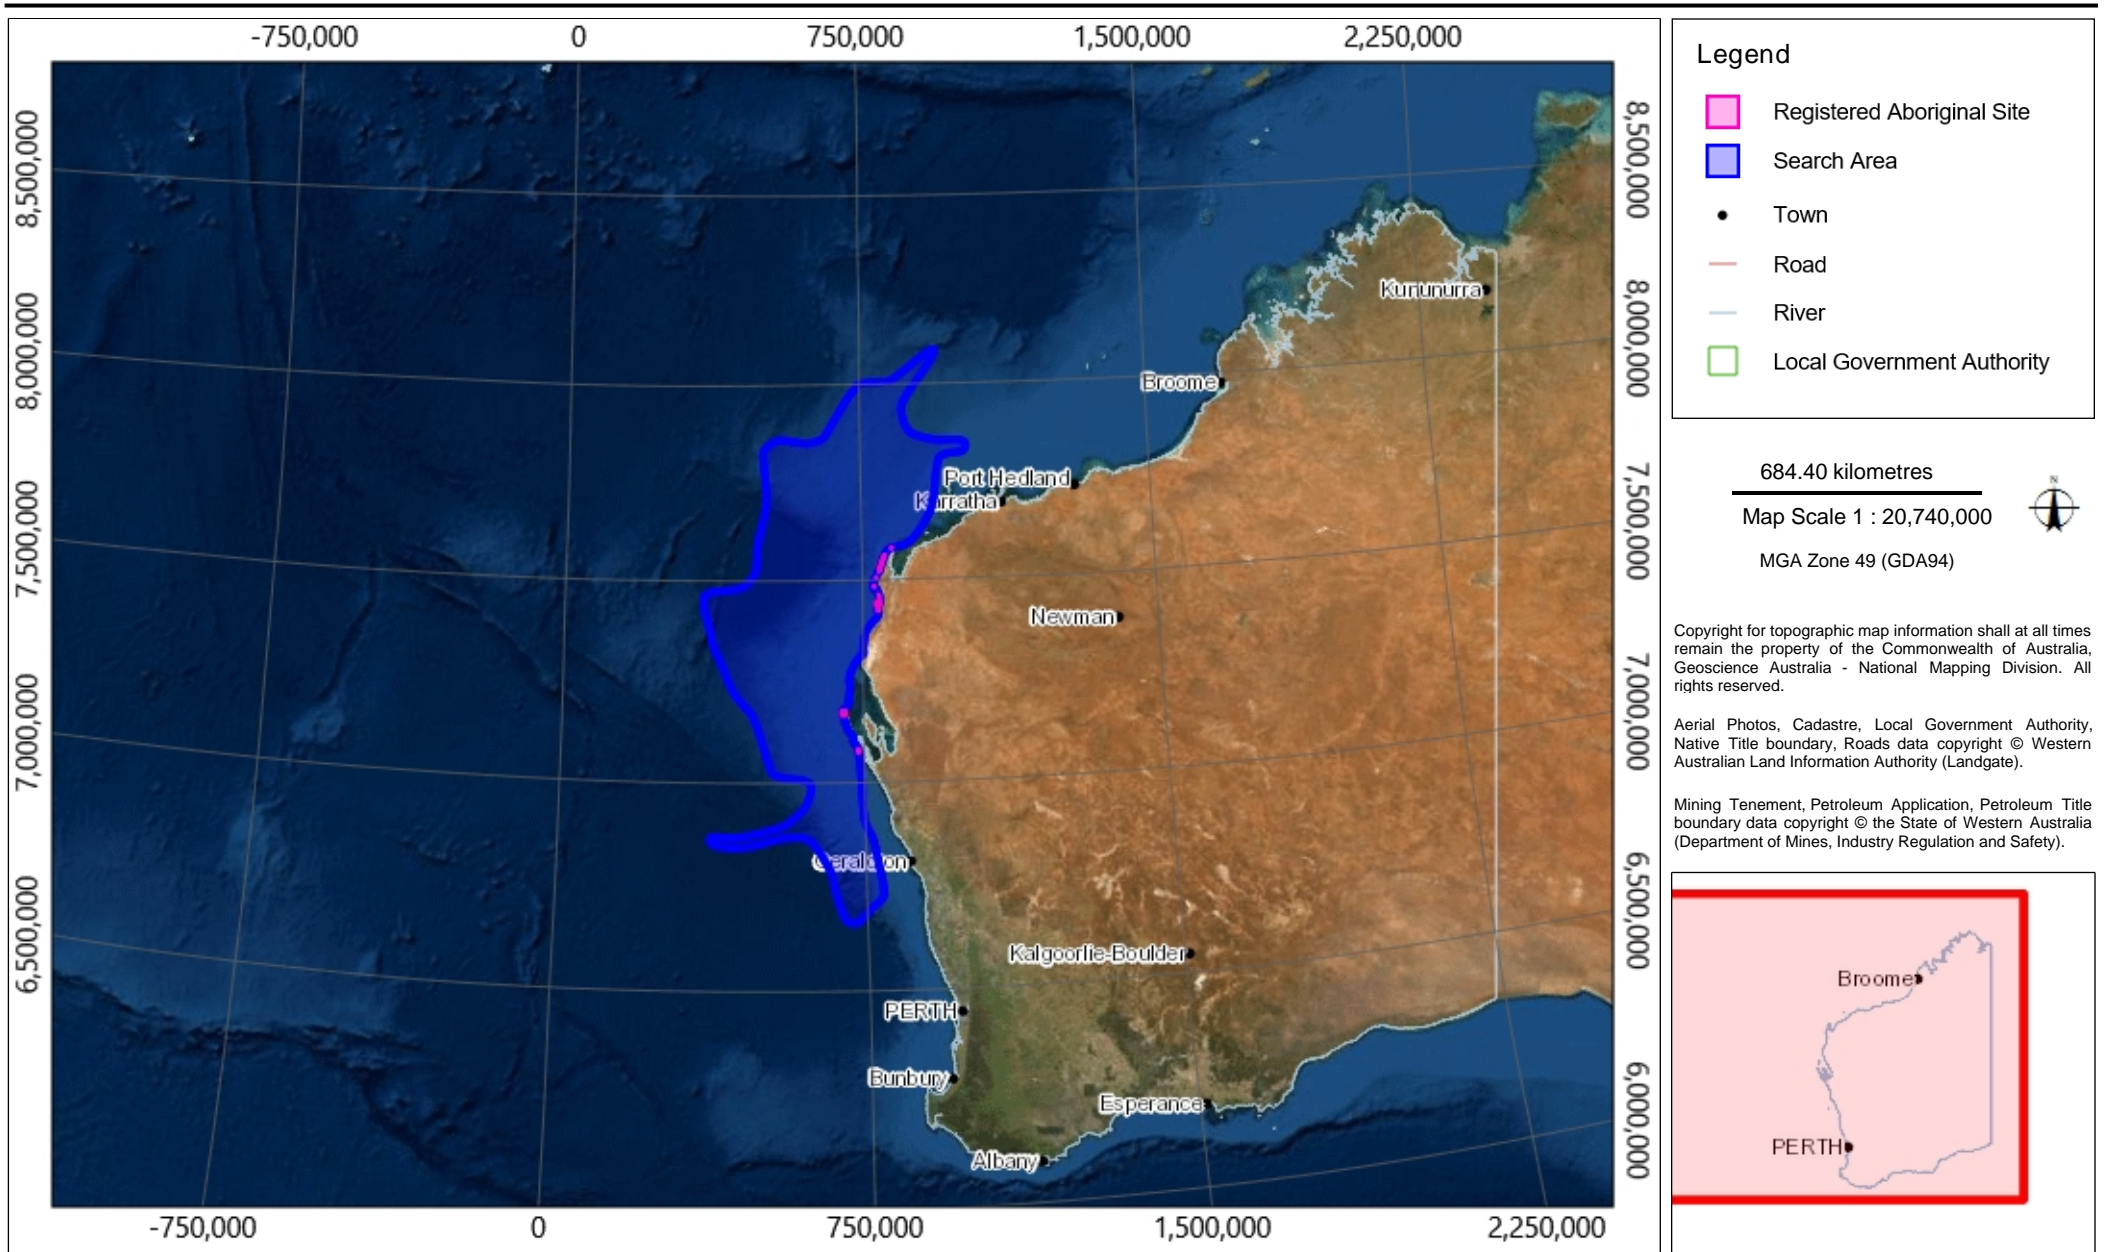 -750,000 0 750,000 1,500,000 2,250,000
8,500,000
8,000,000
7,500,000
7,000,000
6,500,000
8,500,000
8,000,000
7,500,000
7,000,000
6,500,000
6,000,000
Kununurra
Broome
Port Hedland
Karratha
Newman
Geraldton
Kalgoorlie-Boulder
PERTH
Bunbury
Esperance
Albany
-750,000 0 750,000 1,500,000 2,250,000
Legend
Registered Aboriginal Site
Search Area
Town
Road
River
Local Government Authority
684.40 kilometres
Map Scale 1 : 20,740,000
MGA Zone 49 (GDA94)
N
Copyright for topographic map information shall at all times
remain the property of the Commonwealth of Australia,
Geoscience Australia - National Mapping Division. All
rights reserved.
Aerial Photos, Cadastre, Local Government Authority,
Native Title boundary, Roads data copyright © Western
Australian Land Information Authority (Landgate).
Mining Tenement, Petroleum Application, Petroleum Title
boundary data copyright © the State of Western Australia
(Department of Mines, Industry Regulation and Safety).
Broome
PERTH